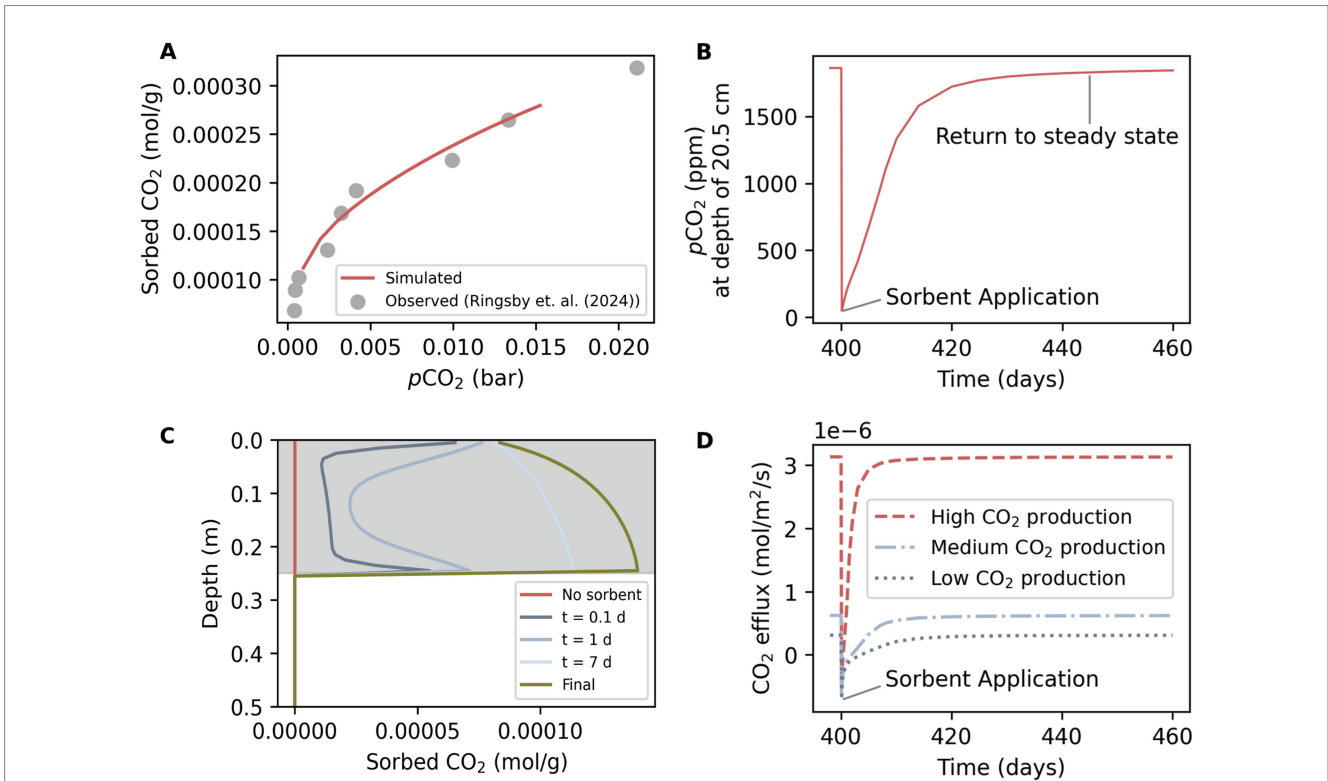 A
Sorbed CO₂ (mol/g)
0.00030
0.00025
0.00020
0.00015
0.00010
Simulated
Observed (Ringsby et. al. (2024))
0.000 0.005 0.010 0.015 0.020
pCO₂ (bar)
B
pCO₂ (ppm)
at depth of 20.5 cm
1500
1000
500
0
Return to steady state
Sorbent Application
400 420 440 460
Time (days)
C
Depth (m)
0.0
0.1
0.2
0.3
0.4
0.5
No sorbent
t = 0.1 d
t = 1 d
t = 7 d
Final
0.00000 0.00005 0.00010
Sorbed CO₂ (mol/g)
D
1e−6
CO₂ efflux (mol/m²/s)
3
2
1
0
High CO₂ production
Medium CO₂ production
Low CO₂ production
Sorbent Application
400 420 440 460
Time (days)